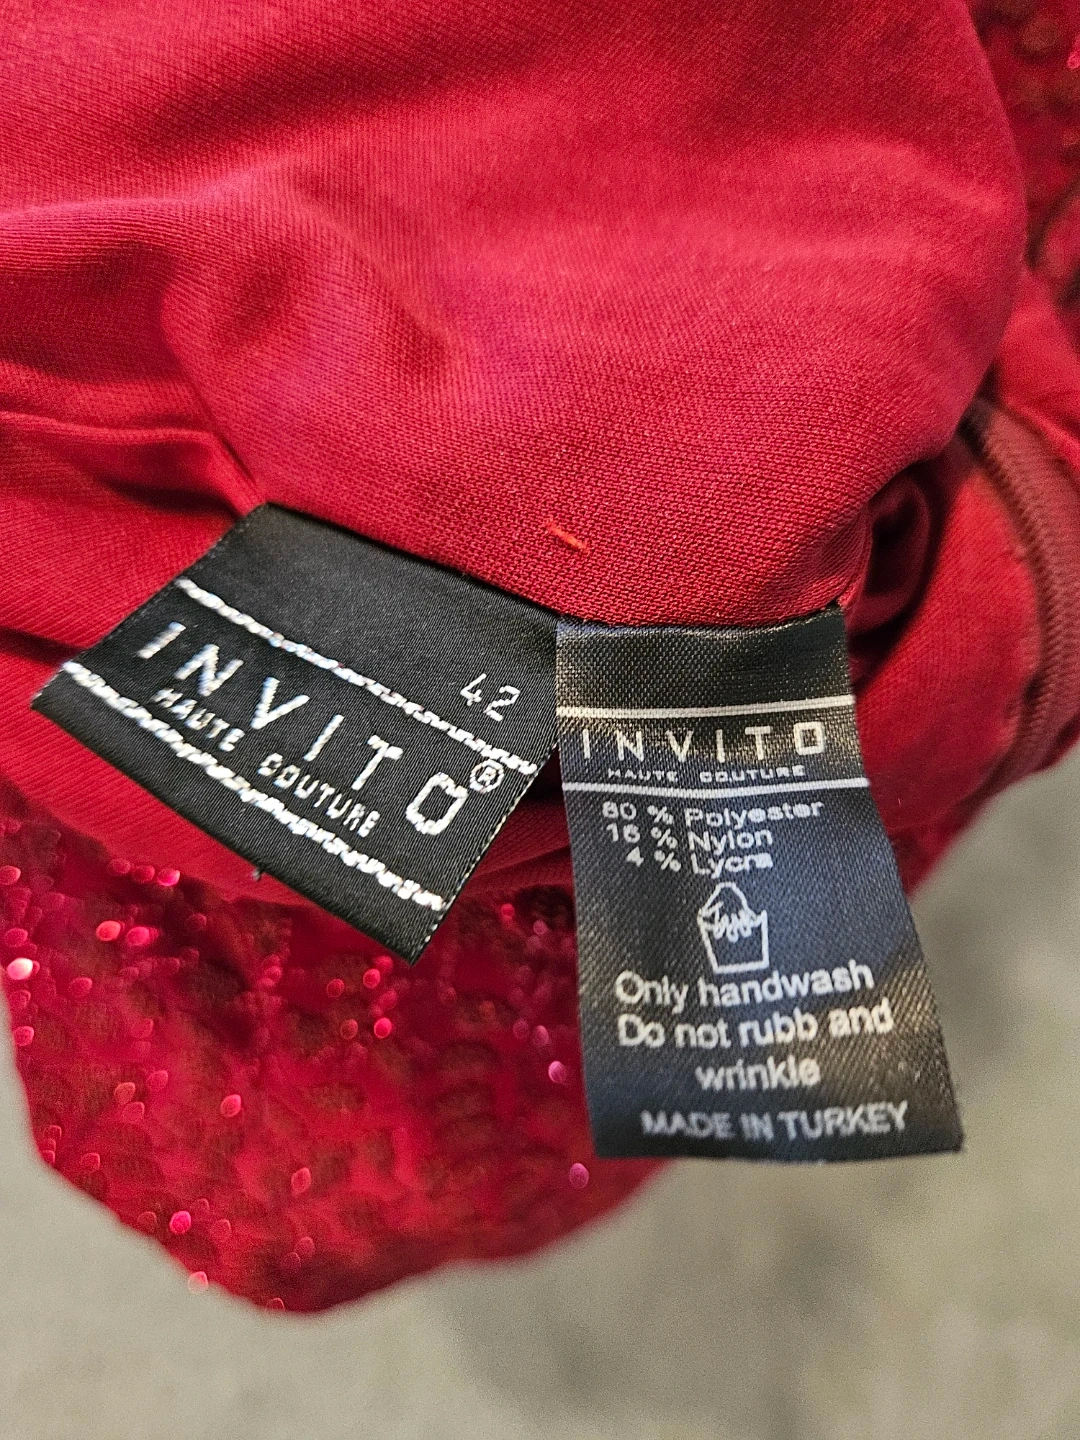 42
INVITO®
HAUTE COUTURE
INVITO
HAUTE COUTURE
80 % Polyester
16 % Nylon
4 % Lycra
Only handwash
Do not rubb and
wrinkle
MADE IN TURKEY